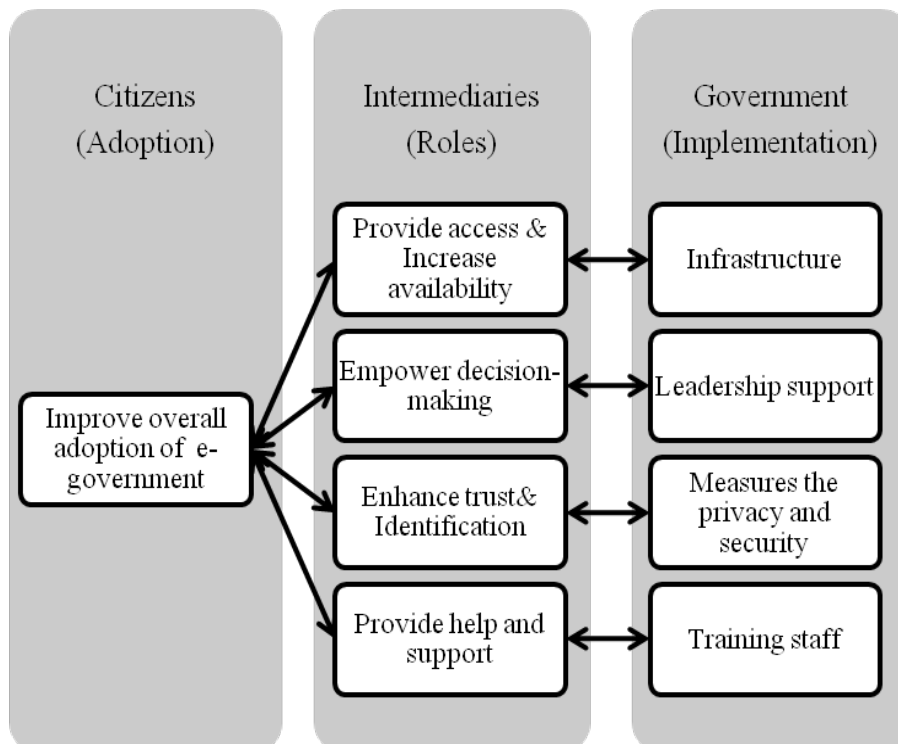 Citizens
(Adoption)
Intermediaries
(Roles)
Government
(Implementation)
Improve overall
adoption of e-
government
Provide access &
Increase
availability
Empower decision-
making
Enhance trust&
Identification
Provide help and
support
Infrastructure
Leadership support
Measures the
privacy and
security
Training staff